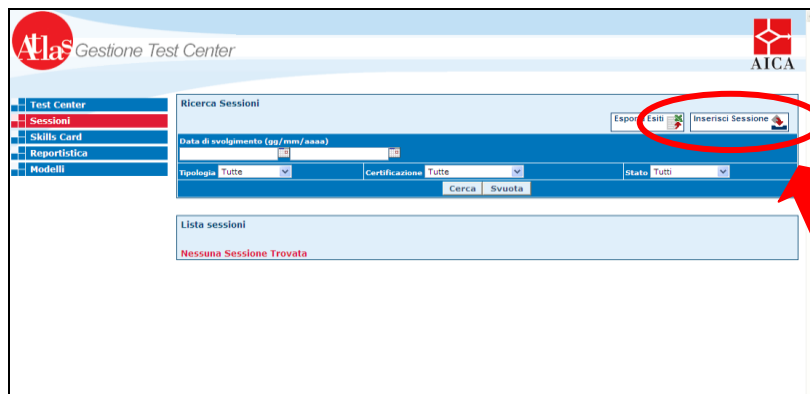 Atlas Gestione Test Center
AICA
Test Center
Sessioni
Skills Card
Reportistica
Modelli
Ricerca Sessioni
Esporta Esiti
Inserisci Sessione
Data di svolgimento (gg/mm/aaaa)
Tipologia Tutte
Certificazione Tutte
Stato Tutti
Cerca Svuota
Lista sessioni
Nessuna Sessione Trovata